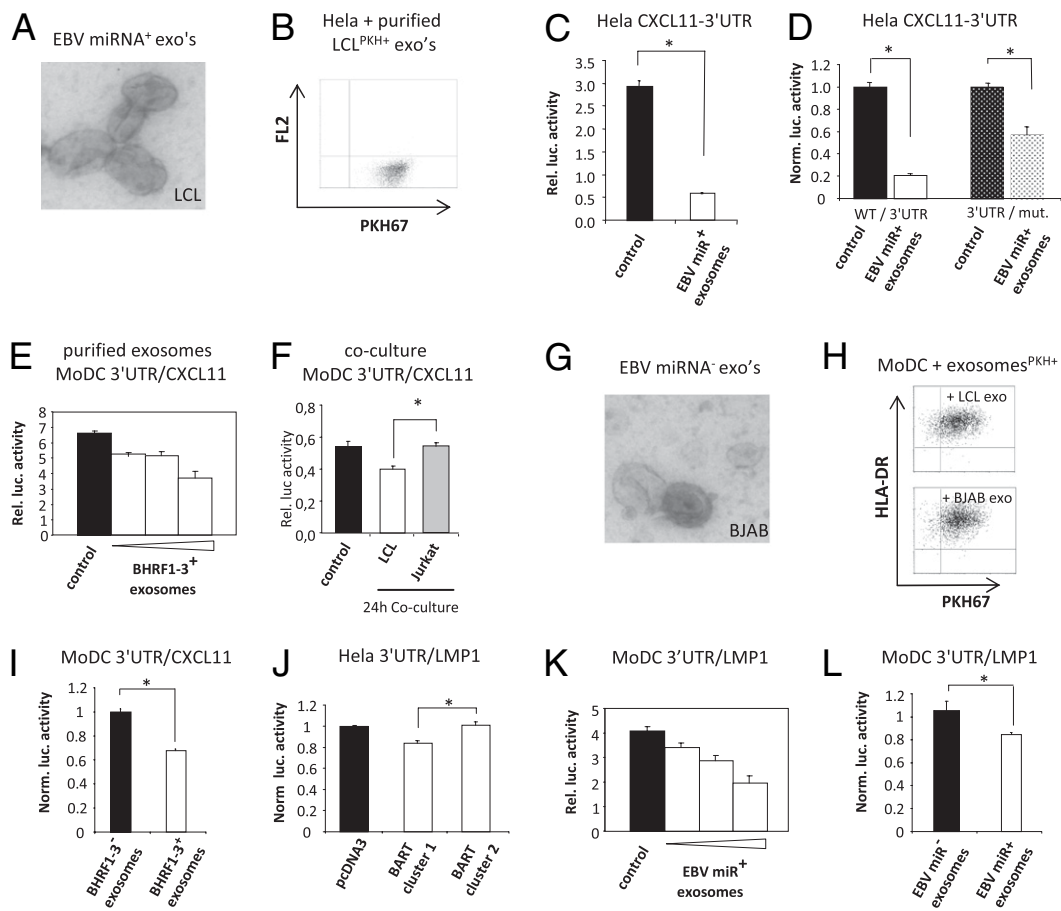 A
EBV miRNA+ exo's
LCL
B
Hela + purified
LCLPKH+ exo's
FL2
PKH67
C
Hela CXCL11-3'UTR
*
Rel. luc. activity
3.5
3.0
2.5
2.0
1.5
1.0
0.5
0.0
control
EBV miR+
exosomes
D
Hela CXCL11-3'UTR
* *
Norm. luc. activity
1.2
1.0
0.8
0.6
0.4
0.2
0
WT / 3'UTR 3'UTR / mut.
control
EBV miR+
exosomes
control
EBV miR+
exosomes
E
purified exosomes
MoDC 3'UTR/CXCL11
Rel. luc. activity
8
7
6
5
4
3
2
1
0
control
BHRF1-3+
exosomes
F
co-culture
MoDC 3'UTR/CXCL11
*
Rel. luc activity
0,8
0,6
0,4
0,2
0,0
control
LCL
Jurkat
24h Co-culture
G
EBV miRNA- exo's
BJAB
H
MoDC + exosomesPKH+
+ LCL exo
+ BJAB exo
HLA-DR
PKH67
I
MoDC 3'UTR/CXCL11
*
Norm. luc. activity
1.2
1
0.8
0.6
0.4
0.2
0
BHRF1-3-
exosomes
BHRF1-3+
exosomes
J
Hela 3'UTR/LMP1
*
Norm luc. activity
1.2
1
0.8
0.6
0.4
0.2
0
pcDNA3
BART
cluster 1
BART
cluster 2
K
MoDC 3’UTR/LMP1
Rel. luc. activity
5
4
3
2
1
0
control
EBV miR+
exosomes
L
MoDC 3'UTR/LMP1
*
Norm. luc. activity
1.2
1
0.8
0.6
0.4
0.2
0
EBV miR-
exosomes
EBV miR+
exosomes